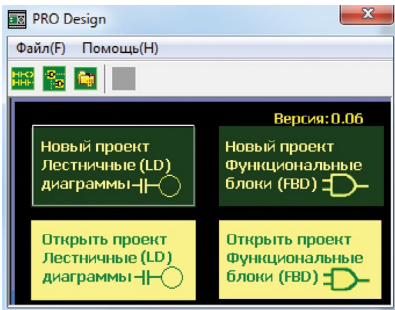 PRO Design
Файл(F) Помощь(H)
Версия:0.06
Новый проект
Лестничные (LD)
диаграммы
Новый проект
Функциональные
блоки (FBD)
Открыть проект
Лестничные (LD)
диаграммы
Открыть проект
Функциональные
блоки (FBD)